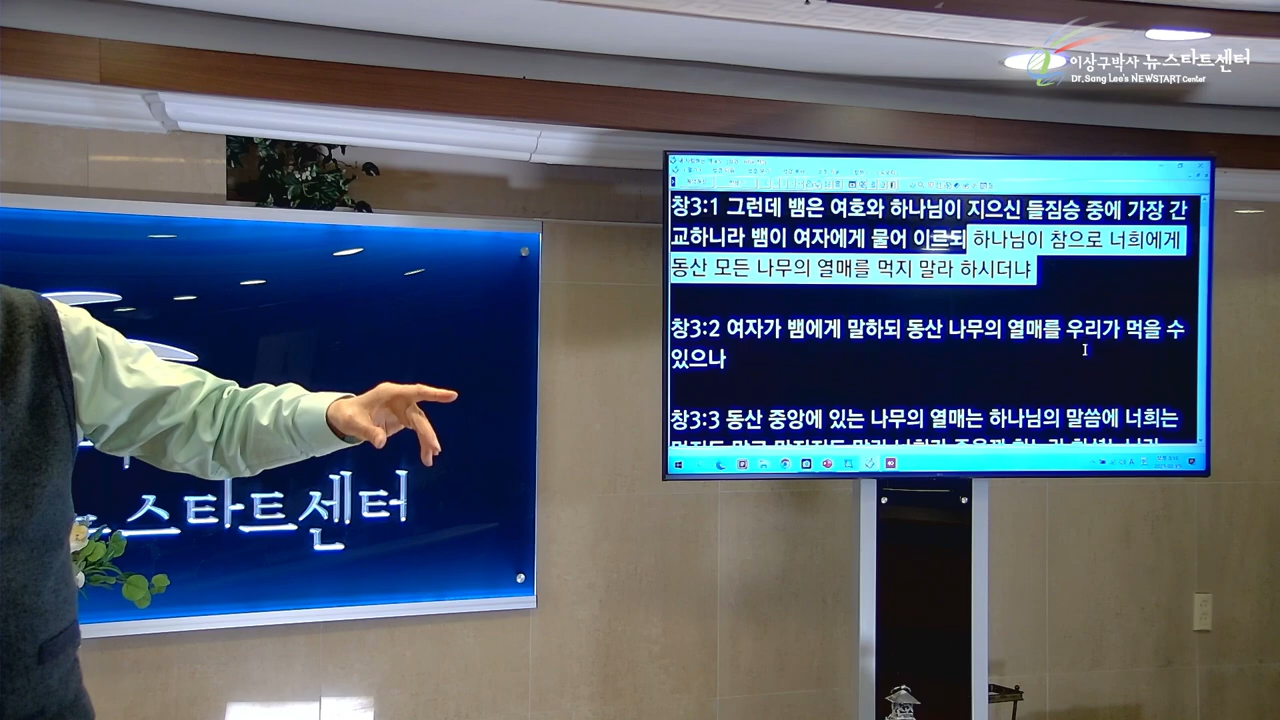 이상구박사 뉴스타트센터
Dr. Sang Lee's NEWSTART Center
창3:1 그런데 뱀은 여호와 하나님이 지으신 들짐승 중에 가장 간
교하니라 뱀이 여자에게 물어 이르되 하나님이 참으로 너희에게
동산 모든 나무의 열매를 먹지 말라 하시더냐
창3:2 여자가 뱀에게 말하되 동산 나무의 열매를 우리가 먹을 수
있으나
창3:3 동산 중앙에 있는 나무의 열매는 하나님의 말씀에 너희는
스타트센터